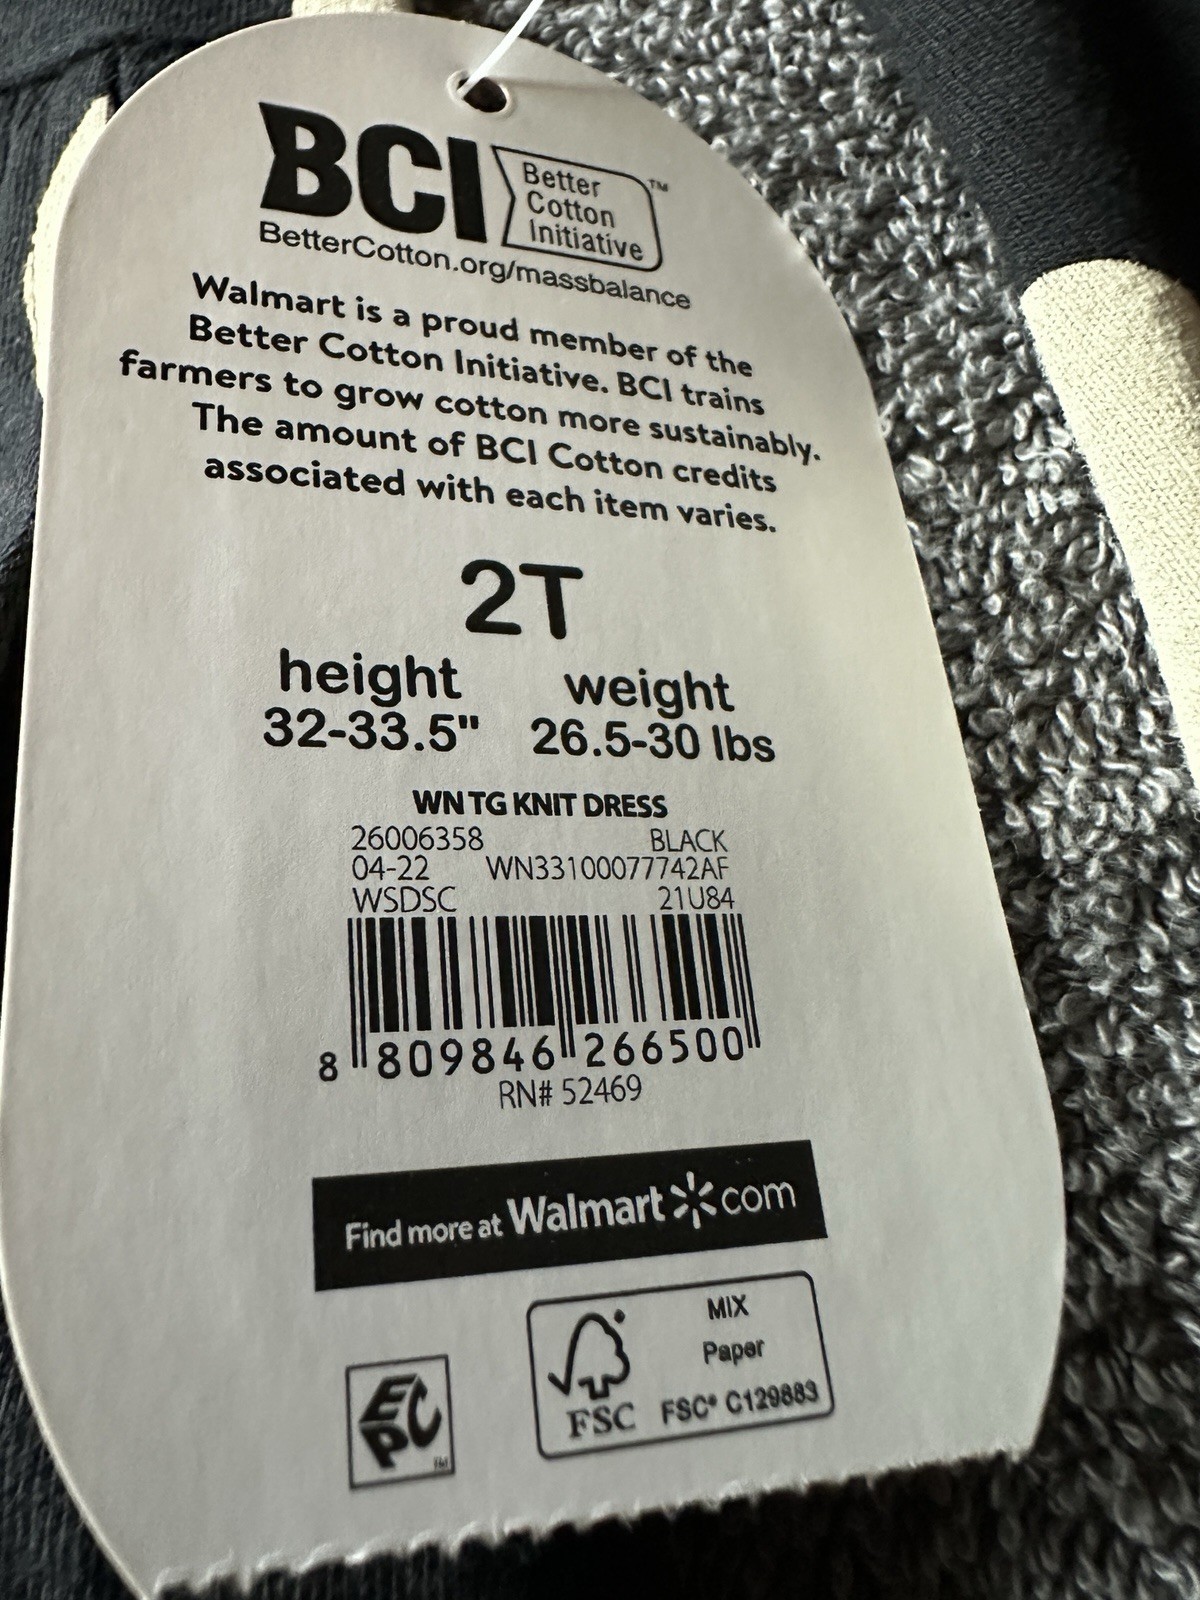 BCI
Better
Cotton
Initiative
™
BetterCotton.org/massbalance
Walmart is a proud member of the
Better Cotton Initiative. BCI trains
farmers to grow cotton more sustainably.
The amount of BCI Cotton credits
associated with each item varies.
2T
height weight
32-33.5" 26.5-30 lbs
WN TG KNIT DRESS
26006358 BLACK
04-22 WN33100077742AF
WSDSC 21U84
8 809846 266500
RN# 52469
Find more at Walmart com
MIX
Paper
FSC FSC® C129883
EPC
TM